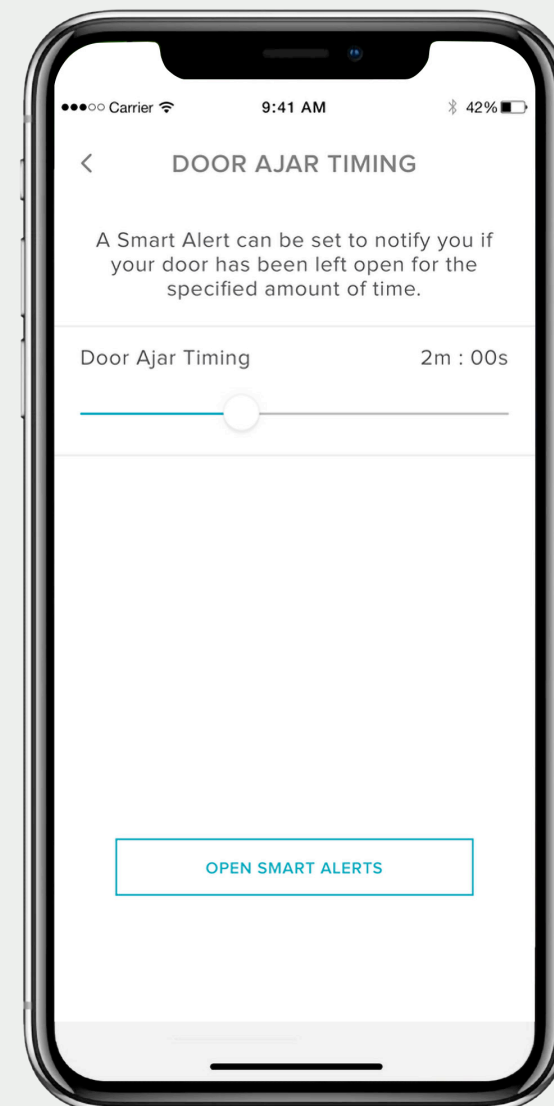 Carrier 9:41 AM 42%
DOOR AJAR TIMING
A Smart Alert can be set to notify you if
your door has been left open for the
specified amount of time.
Door Ajar Timing 2m : 00s
OPEN SMART ALERTS